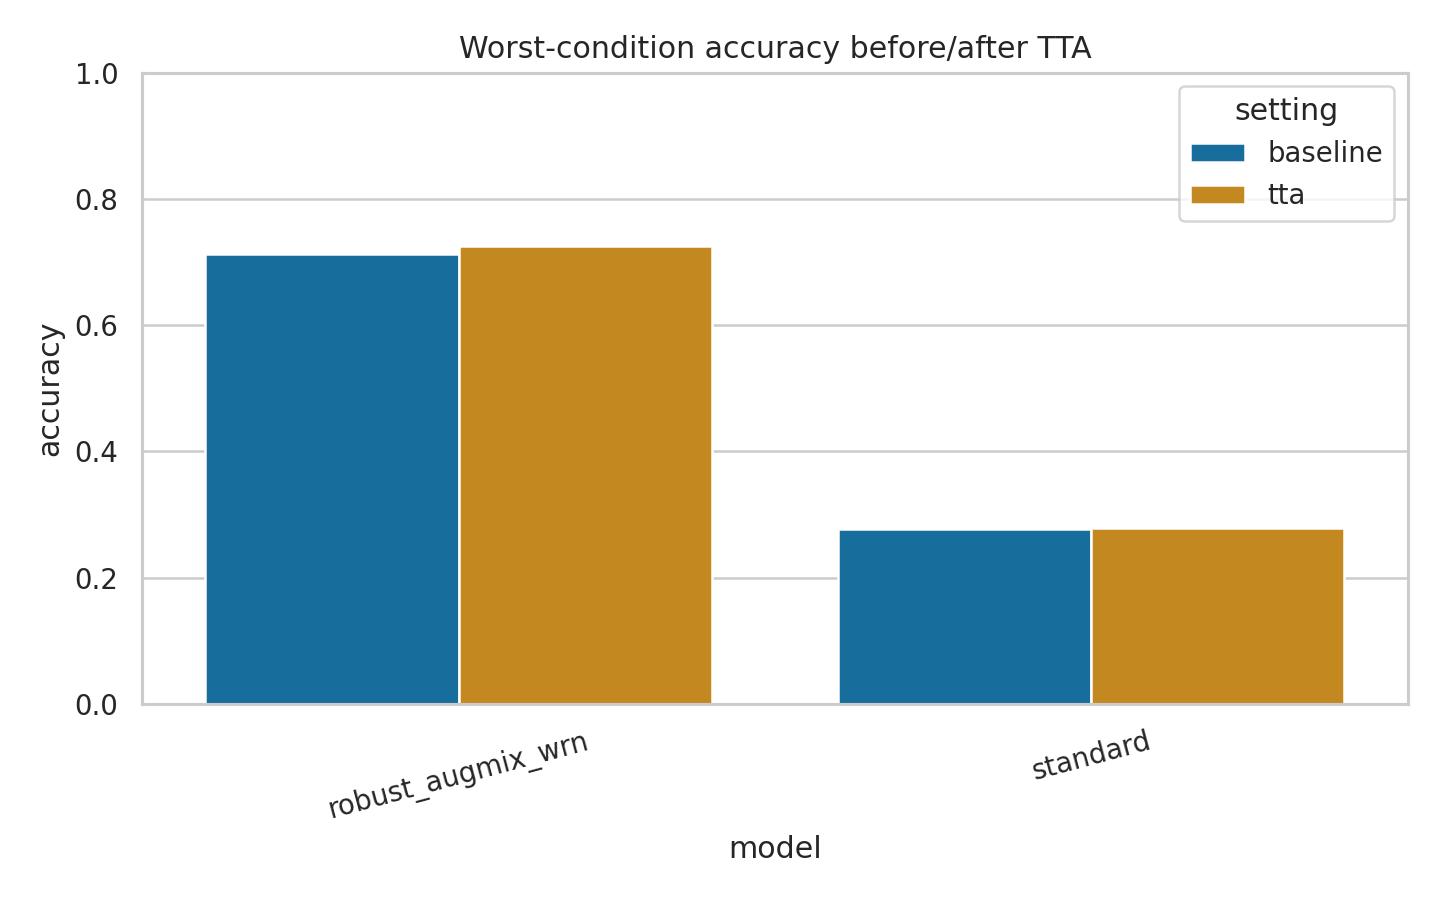 Worst-condition accuracy before/after TTA
setting
baseline
tta
accuracy
1.0
0.8
0.6
0.4
0.2
0.0
robust_augmix_wrn
standard
model